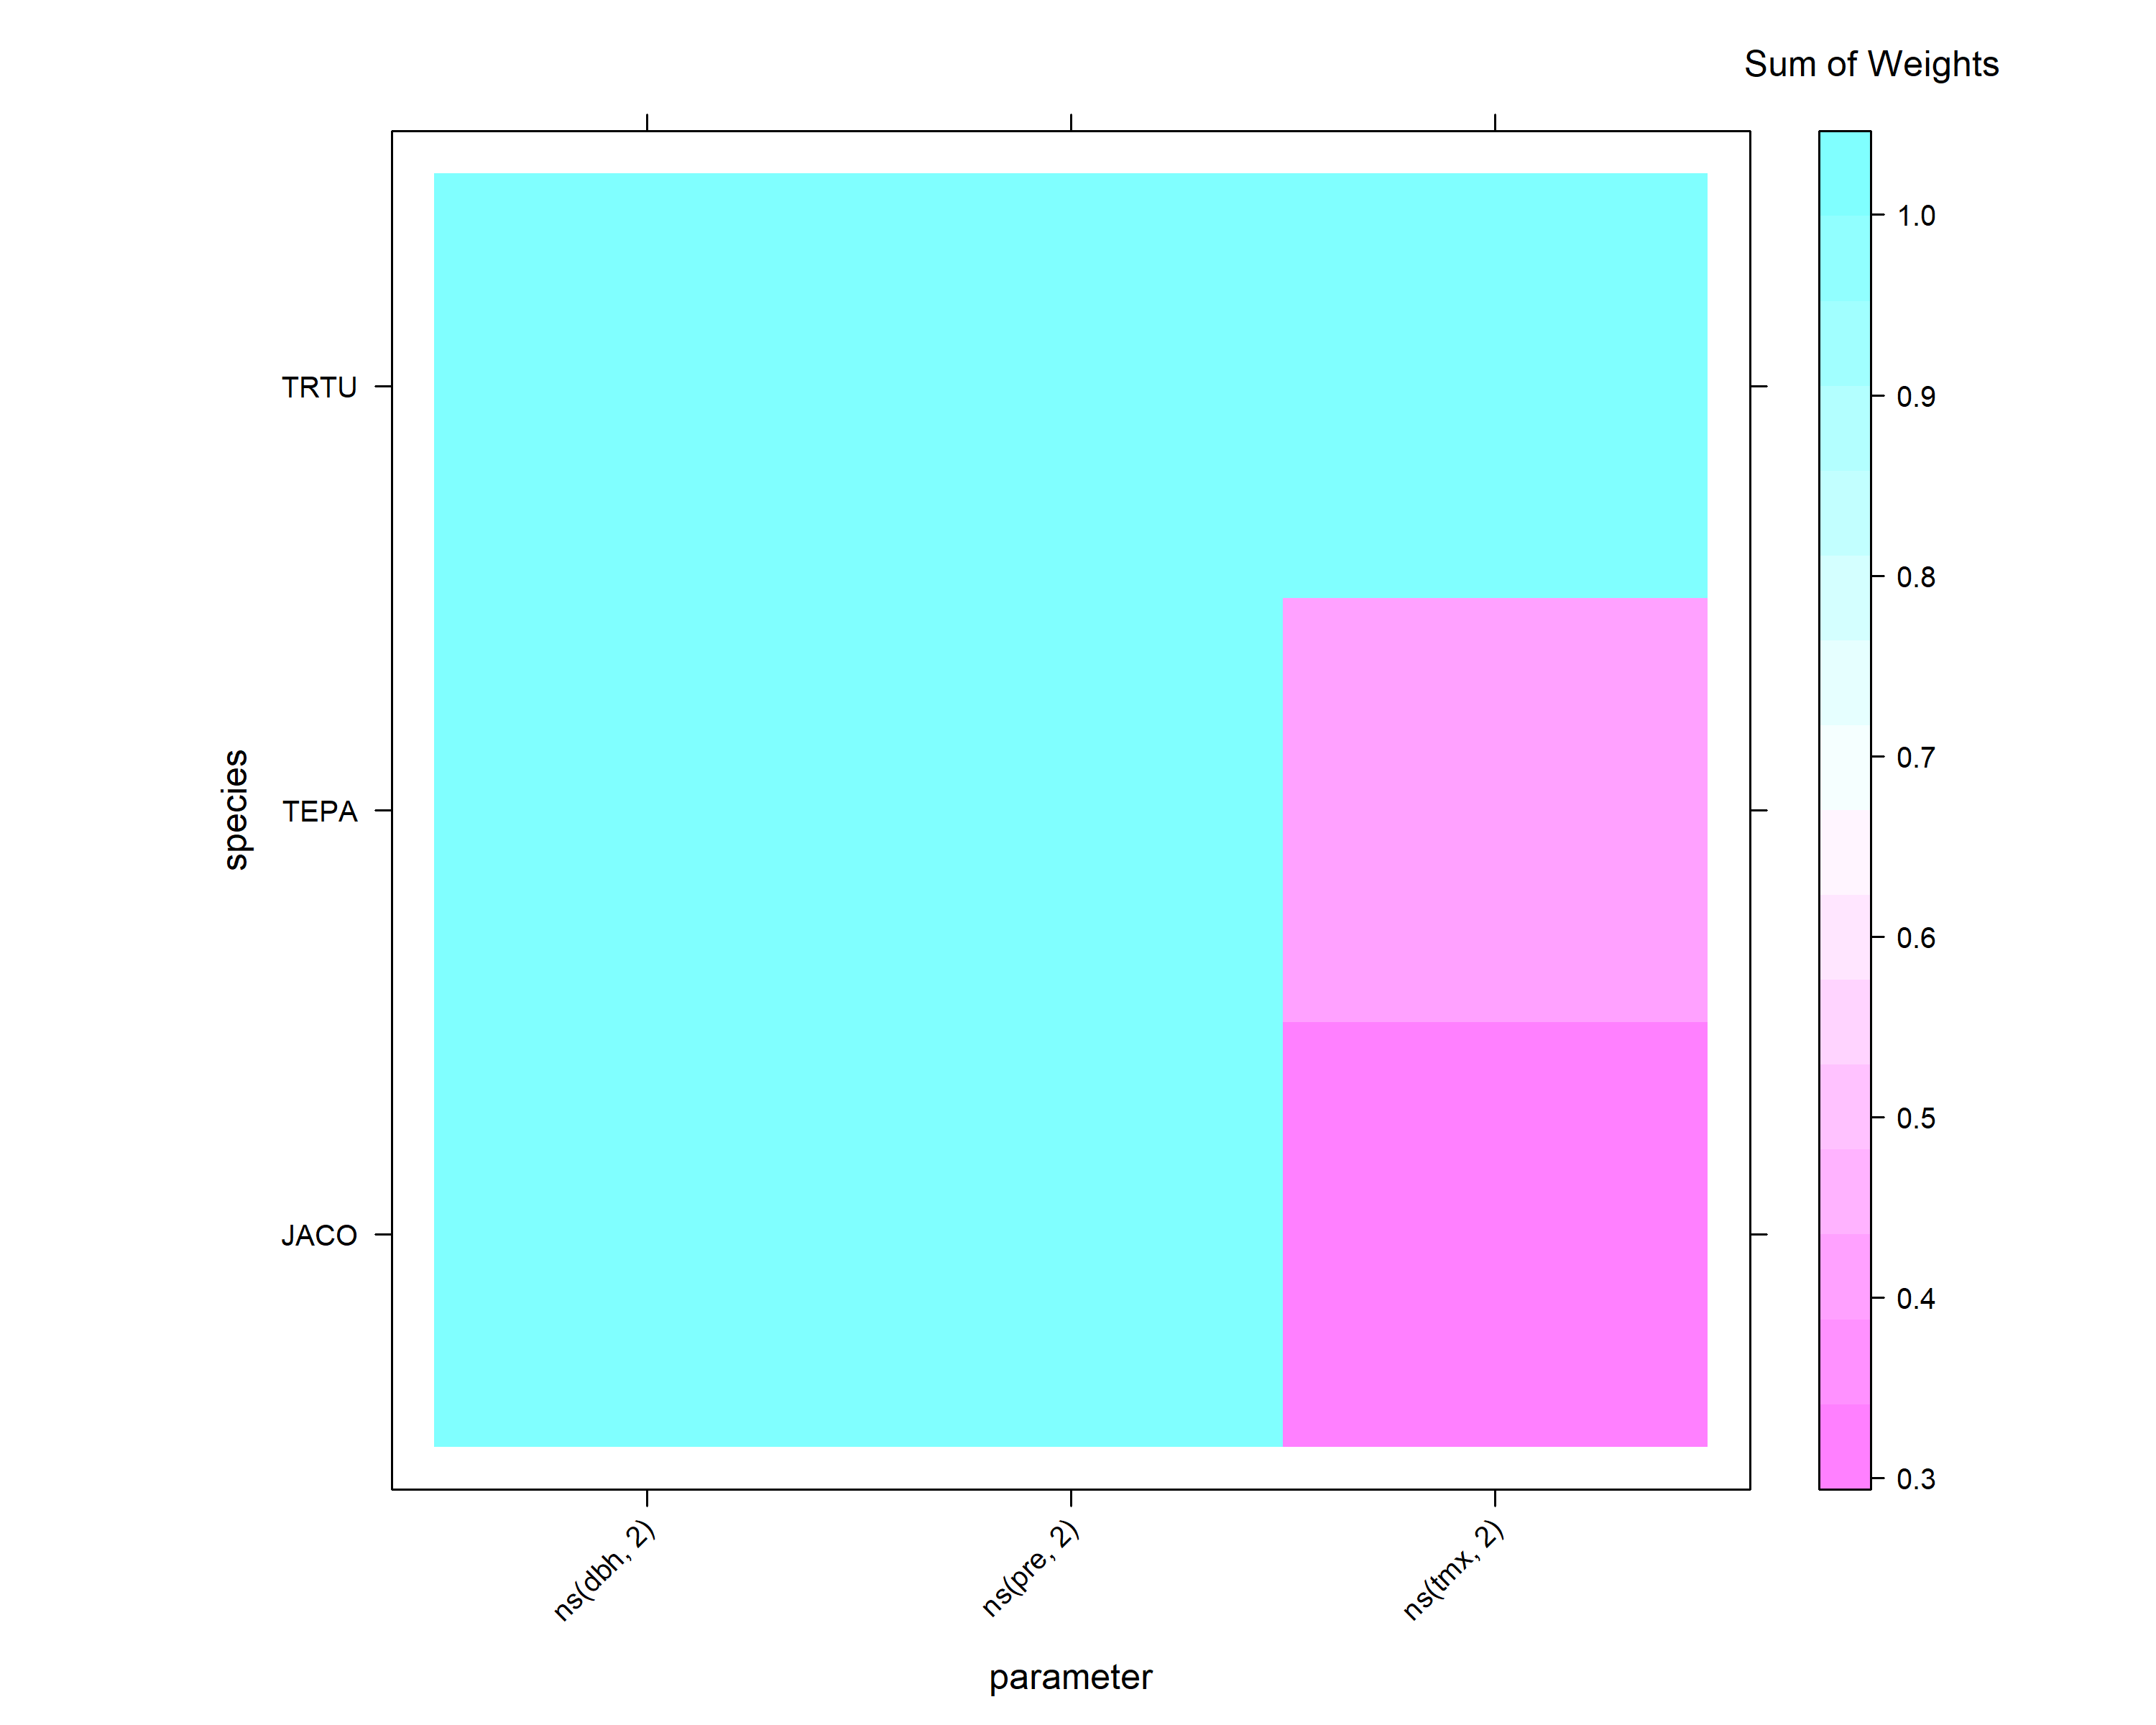 Sum of Weights
1.0
0.9
0.8
0.7
0.6
0.5
0.4
0.3
species
TRTU
TEPA
JACO
ns(dbh, 2)
ns(pre, 2)
ns(tmx, 2)
parameter